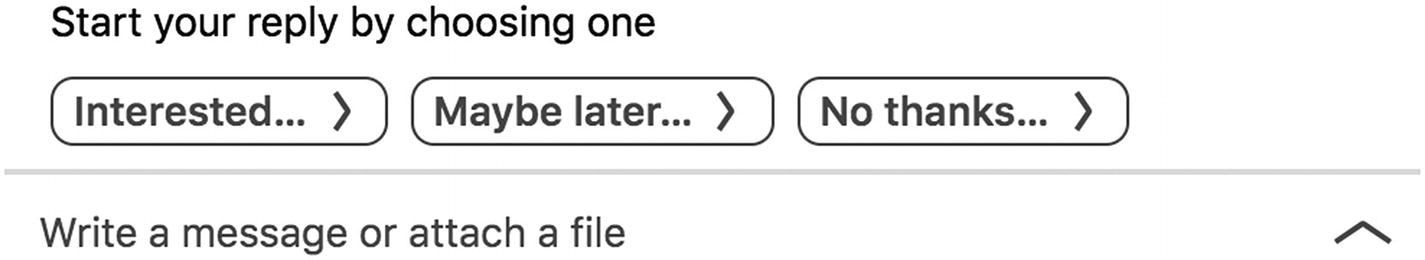 Start your reply by choosing one
Interested... Maybe later... No thanks...
Write a message or attach a file